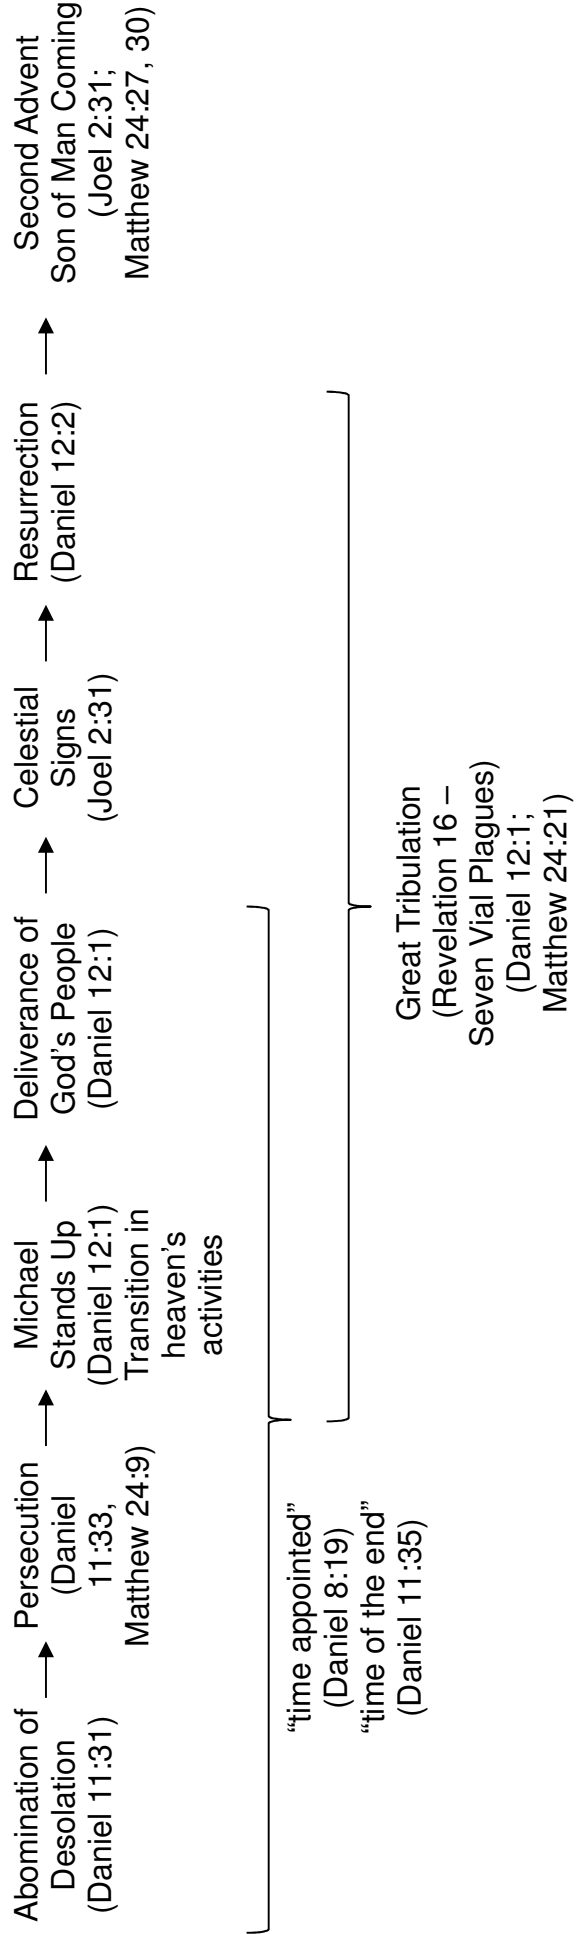 Abomination of
Desolation
(Daniel 11:31)
Persecution
(Daniel
11:33,
Matthew 24:9)
Michael
Stands Up
(Daniel 12:1)
Transition in
heaven's
activities
Deliverance of
God's People
(Daniel 12:1)
Celestial
Signs
(Joel 2:31)
Resurrection
(Daniel 12:2)
Second Advent
Son of Man Coming
(Joel 2:31;
Matthew 24:27, 30)
“time appointed”
(Daniel 8:19)
“time of the end”
(Daniel 11:35)
Great Tribulation
(Revelation 16 –
Seven Vial Plagues)
(Daniel 12:1;
Matthew 24:21)